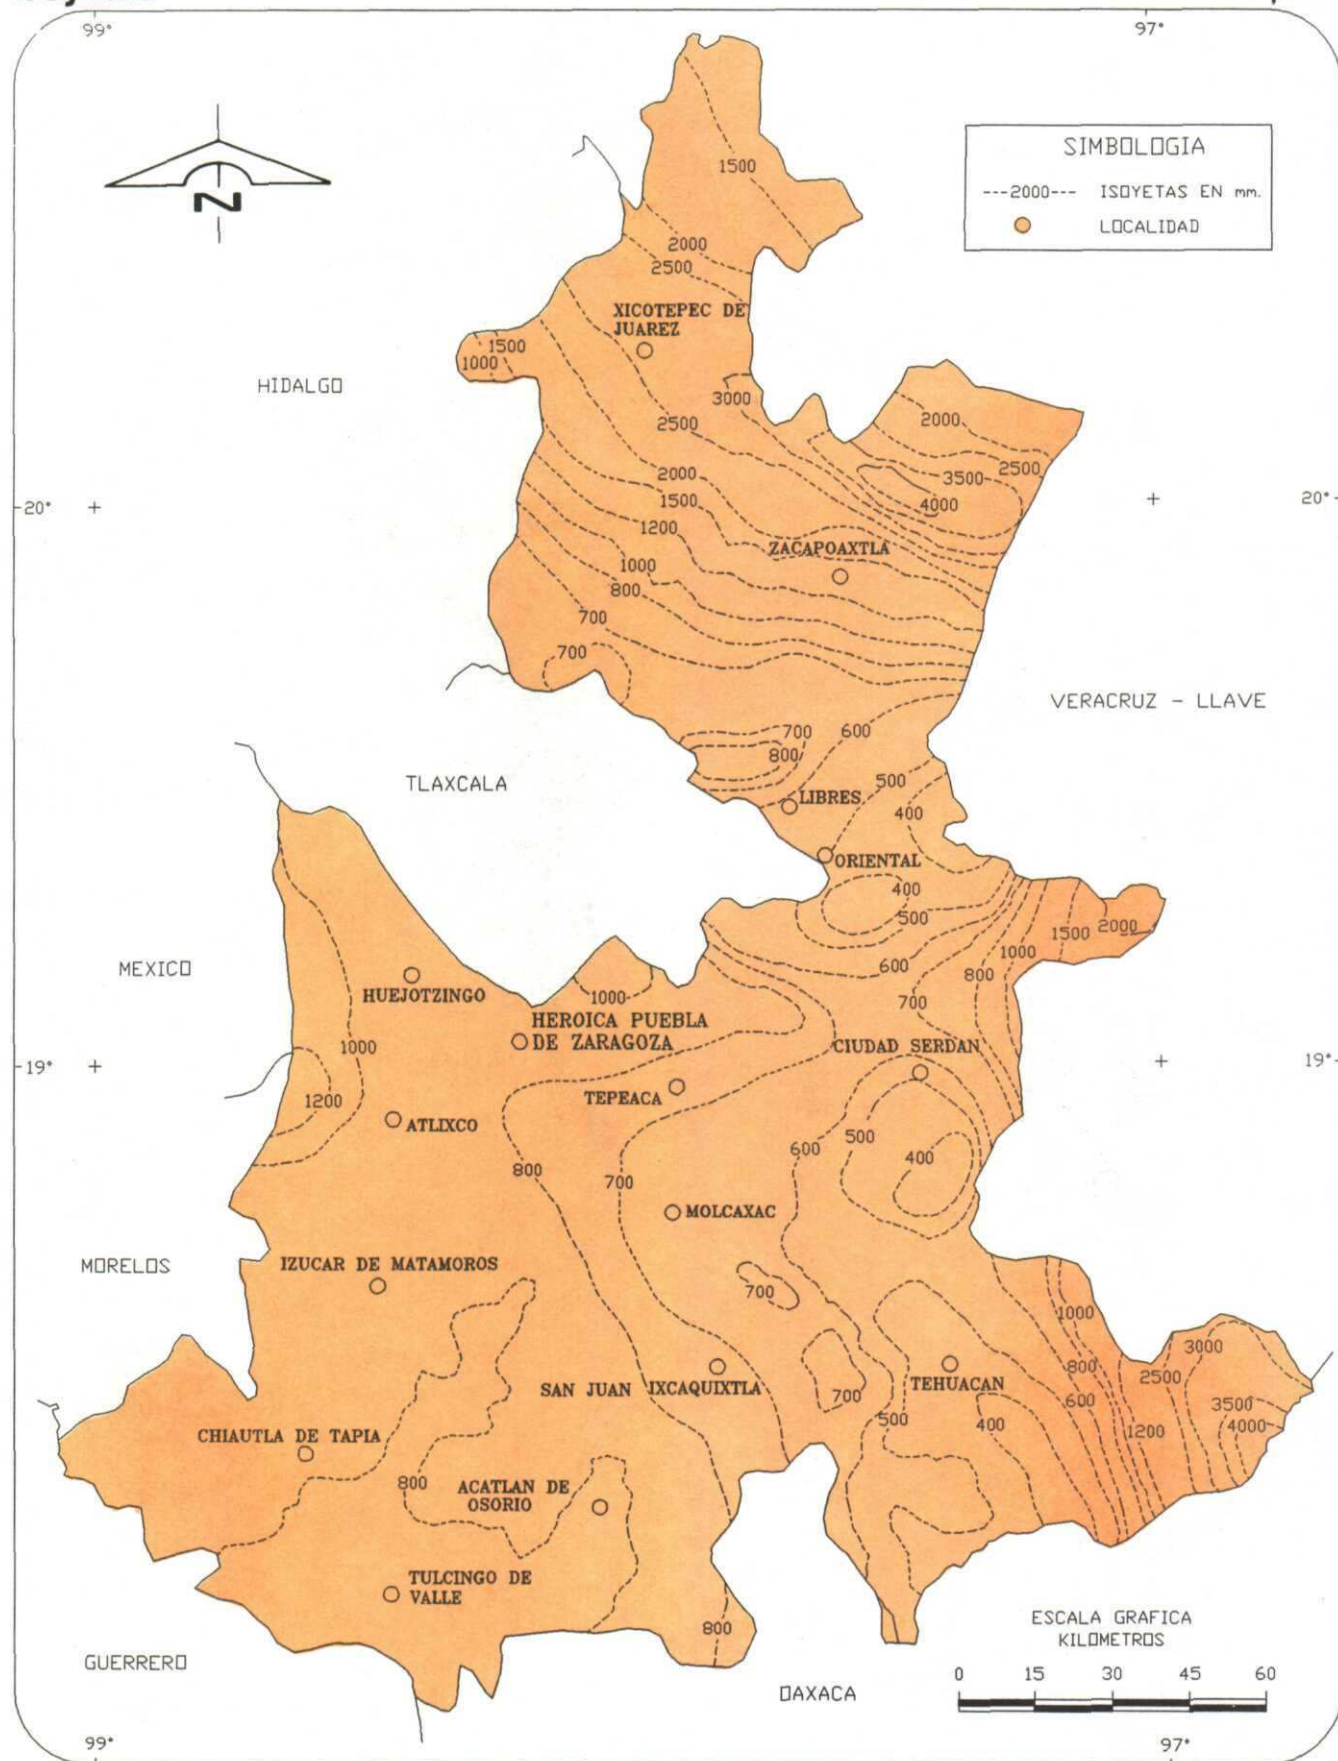 99°
97°
N
SIMBOLOGIA
---2000--- ISOYETAS EN mm.
LOCALIDAD
1500
2000
2500
XICOTEPEC DE
JUAREZ
1500
1000
HIDALGO
3000
2000
2500
2500
3500
2000
4000
1500
20°
20°
1200
ZACAPOAXTLA
1000
800
700
700
VERACRUZ - LLAVE
700
600
800
TLAXCALA
500
LIBRES
400
ORIENTAL
400
500
2000
1500
1000
MEXICO
600
800
HUEJOTZINGO
1000
700
HEROICA PUEBLA
DE ZARAGOZA
CIUDAD SERDAN
1000
19°
19°
TEPEACA
1200
ATLIXCO
500
600
400
800
700
MOLCAXAC
MORELOS
IZUCAR DE MATAMOROS
700
1000
3000
800
2500
SAN JUAN IXCAQUIXTLA
TEHUACAN
700
600
3500
500
400
4000
1200
CHIAUTLA DE TAPIA
800
ACATLAN DE
OSORIO
TULCINGO DE
VALLE
800
ESCALA GRAFICA
KILOMETROS
GUERRERO
0 15 30 45 60
OAXACA
99°
97°